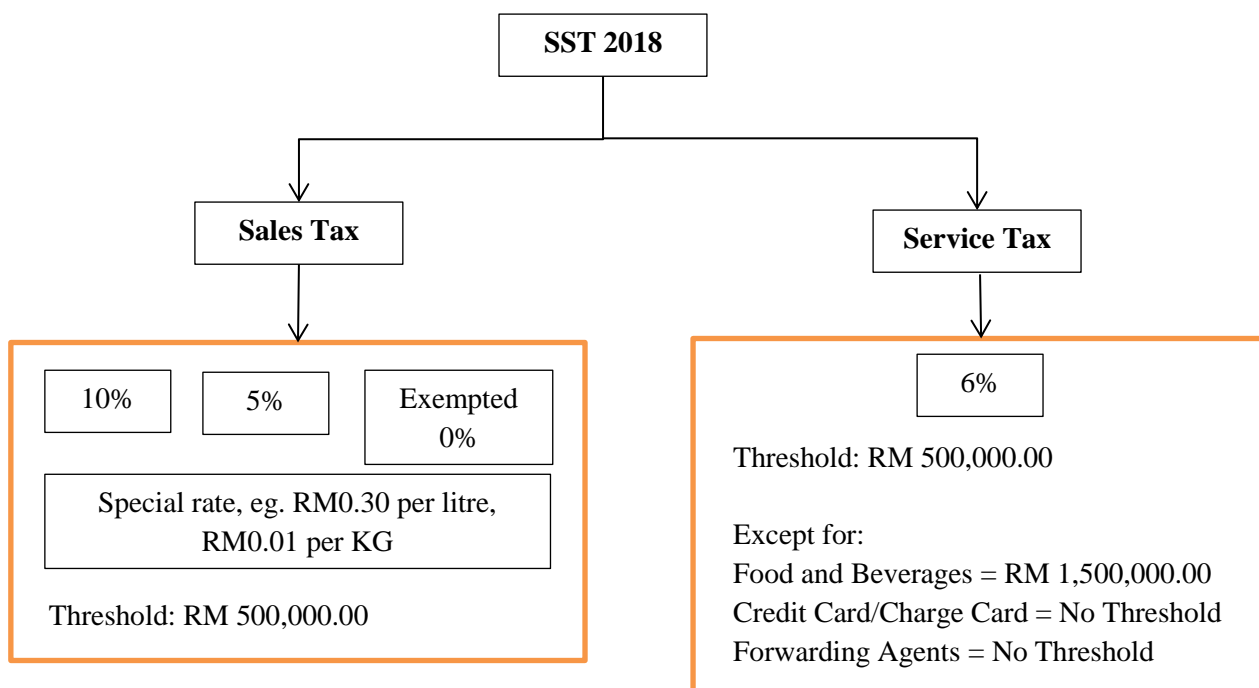 SST 2018
Sales Tax
Service Tax
10%
5%
Exempted
0%
Special rate, eg. RM0.30 per litre,
RM0.01 per KG
Threshold: RM 500,000.00
6%
Threshold: RM 500,000.00
Except for:
Food and Beverages = RM 1,500,000.00
Credit Card/Charge Card = No Threshold
Forwarding Agents = No Threshold